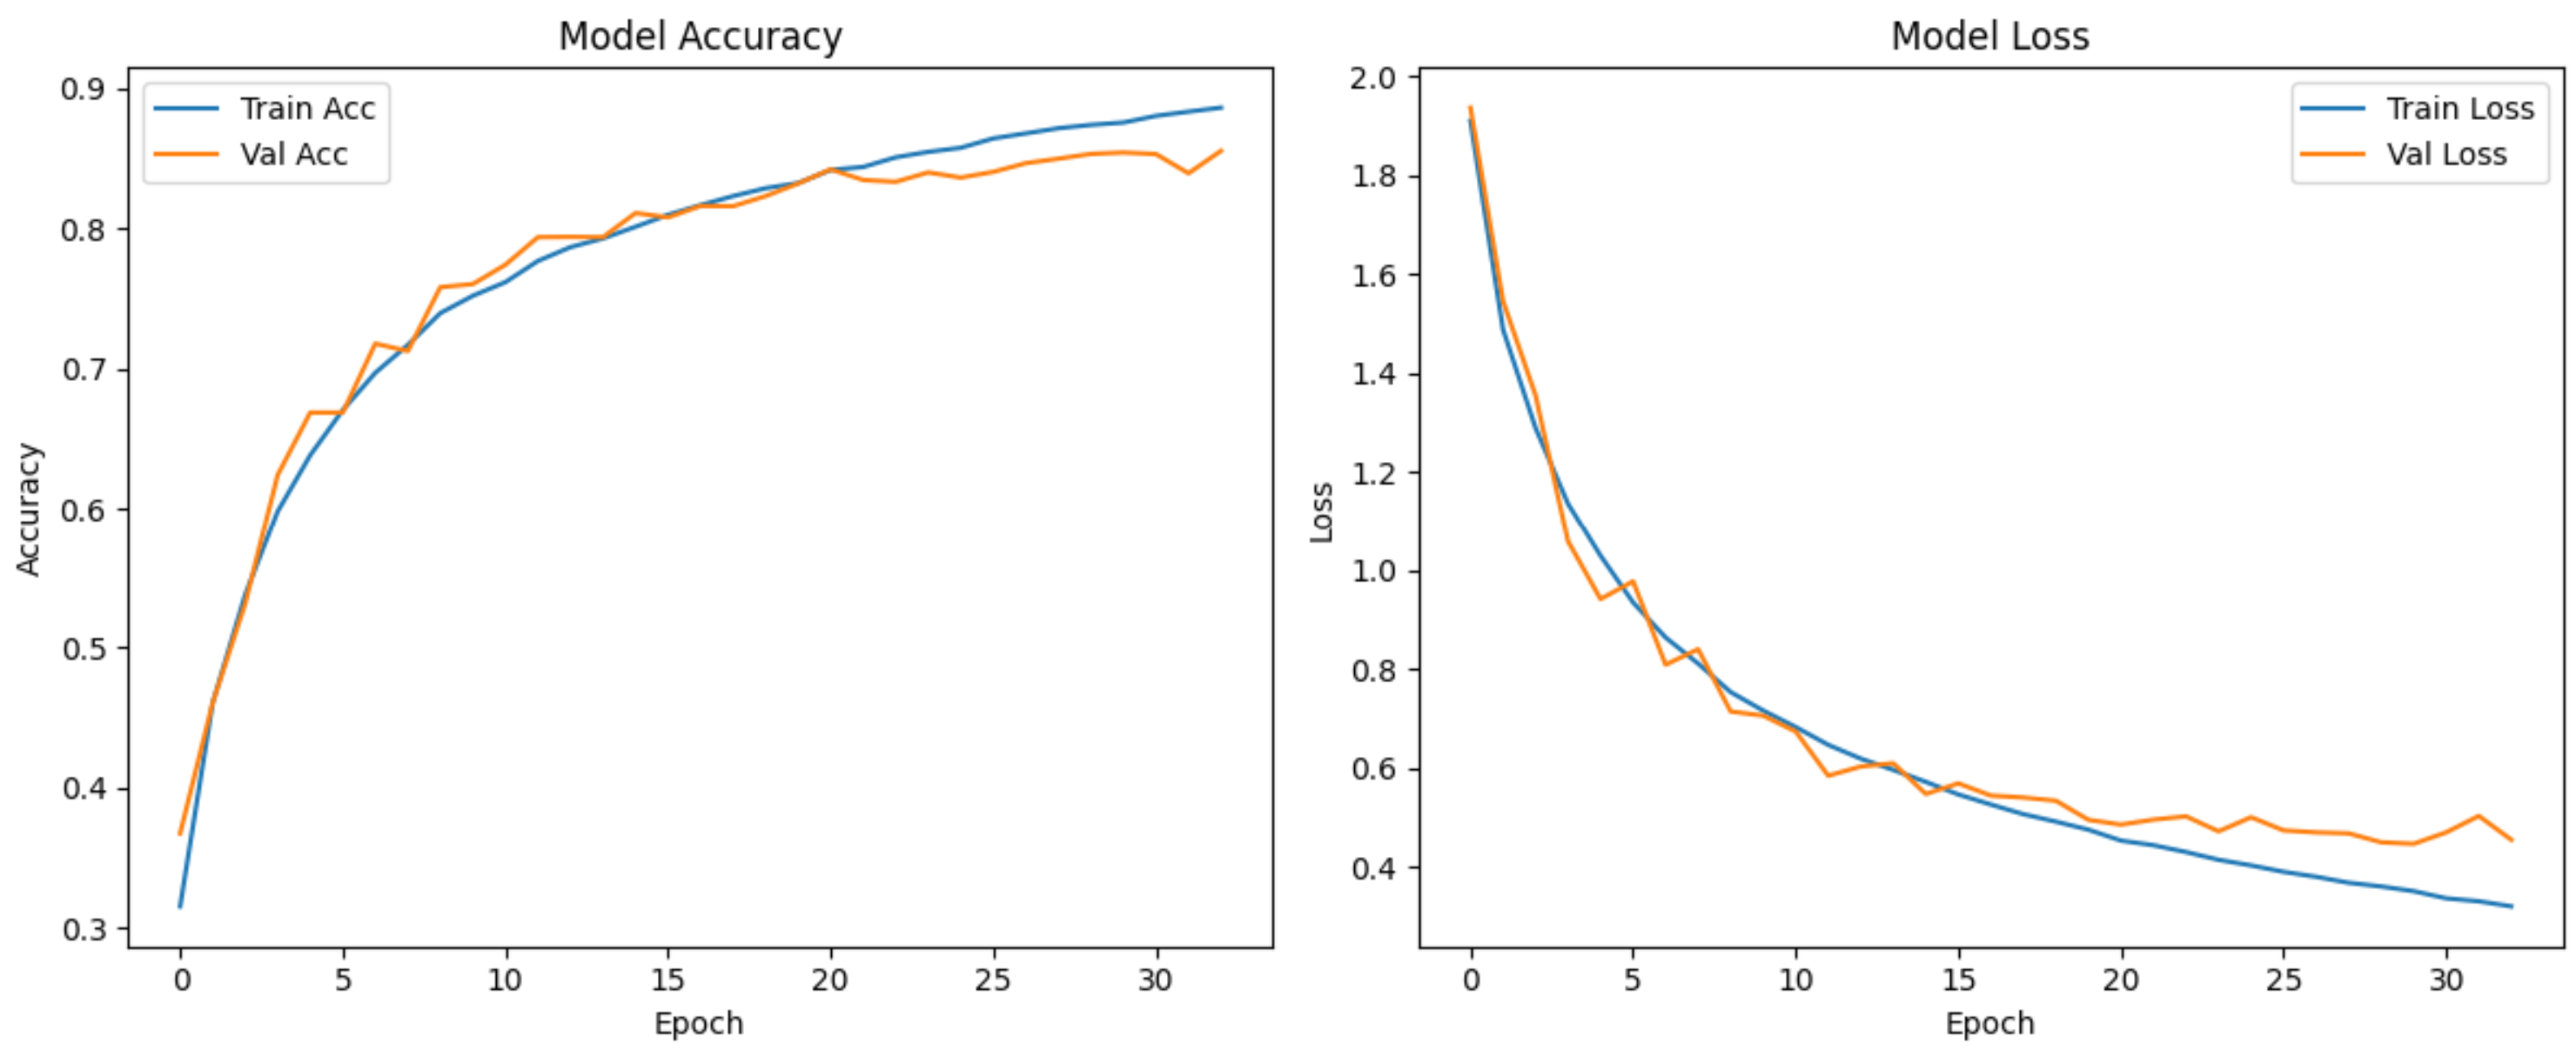 Model Accuracy
Train Acc
Val Acc
0.9
0.8
0.7
0.6
0.5
0.4
0.3
Accuracy
0 5 10 15 20 25 30
Epoch
Model Loss
Train Loss
Val Loss
2.0
1.8
1.6
1.4
1.2
1.0
0.8
0.6
0.4
Loss
0 5 10 15 20 25 30
Epoch